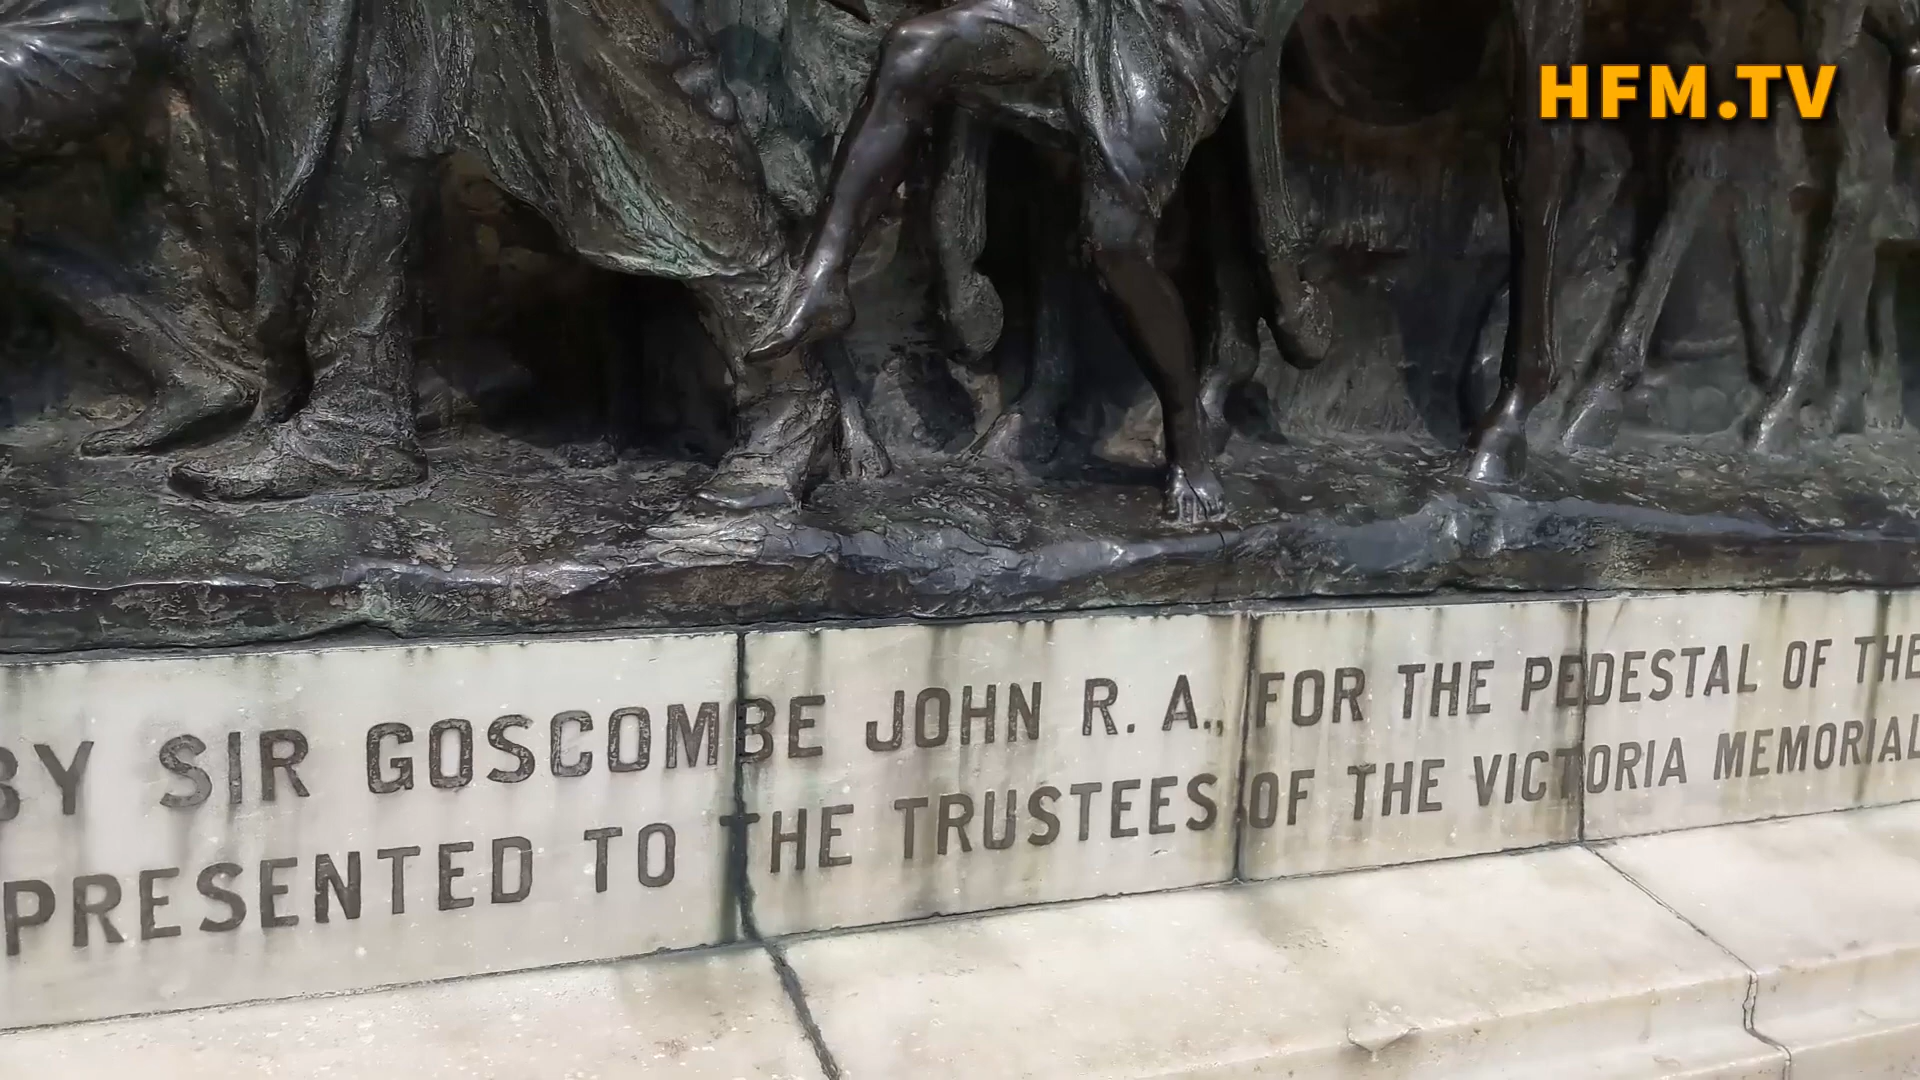 HFM.TV
BY SIR GOSCOMBE JOHN R. A., FOR THE PEDESTAL OF THE
PRESENTED TO THE TRUSTEES OF THE VICTORIA MEMORIAL